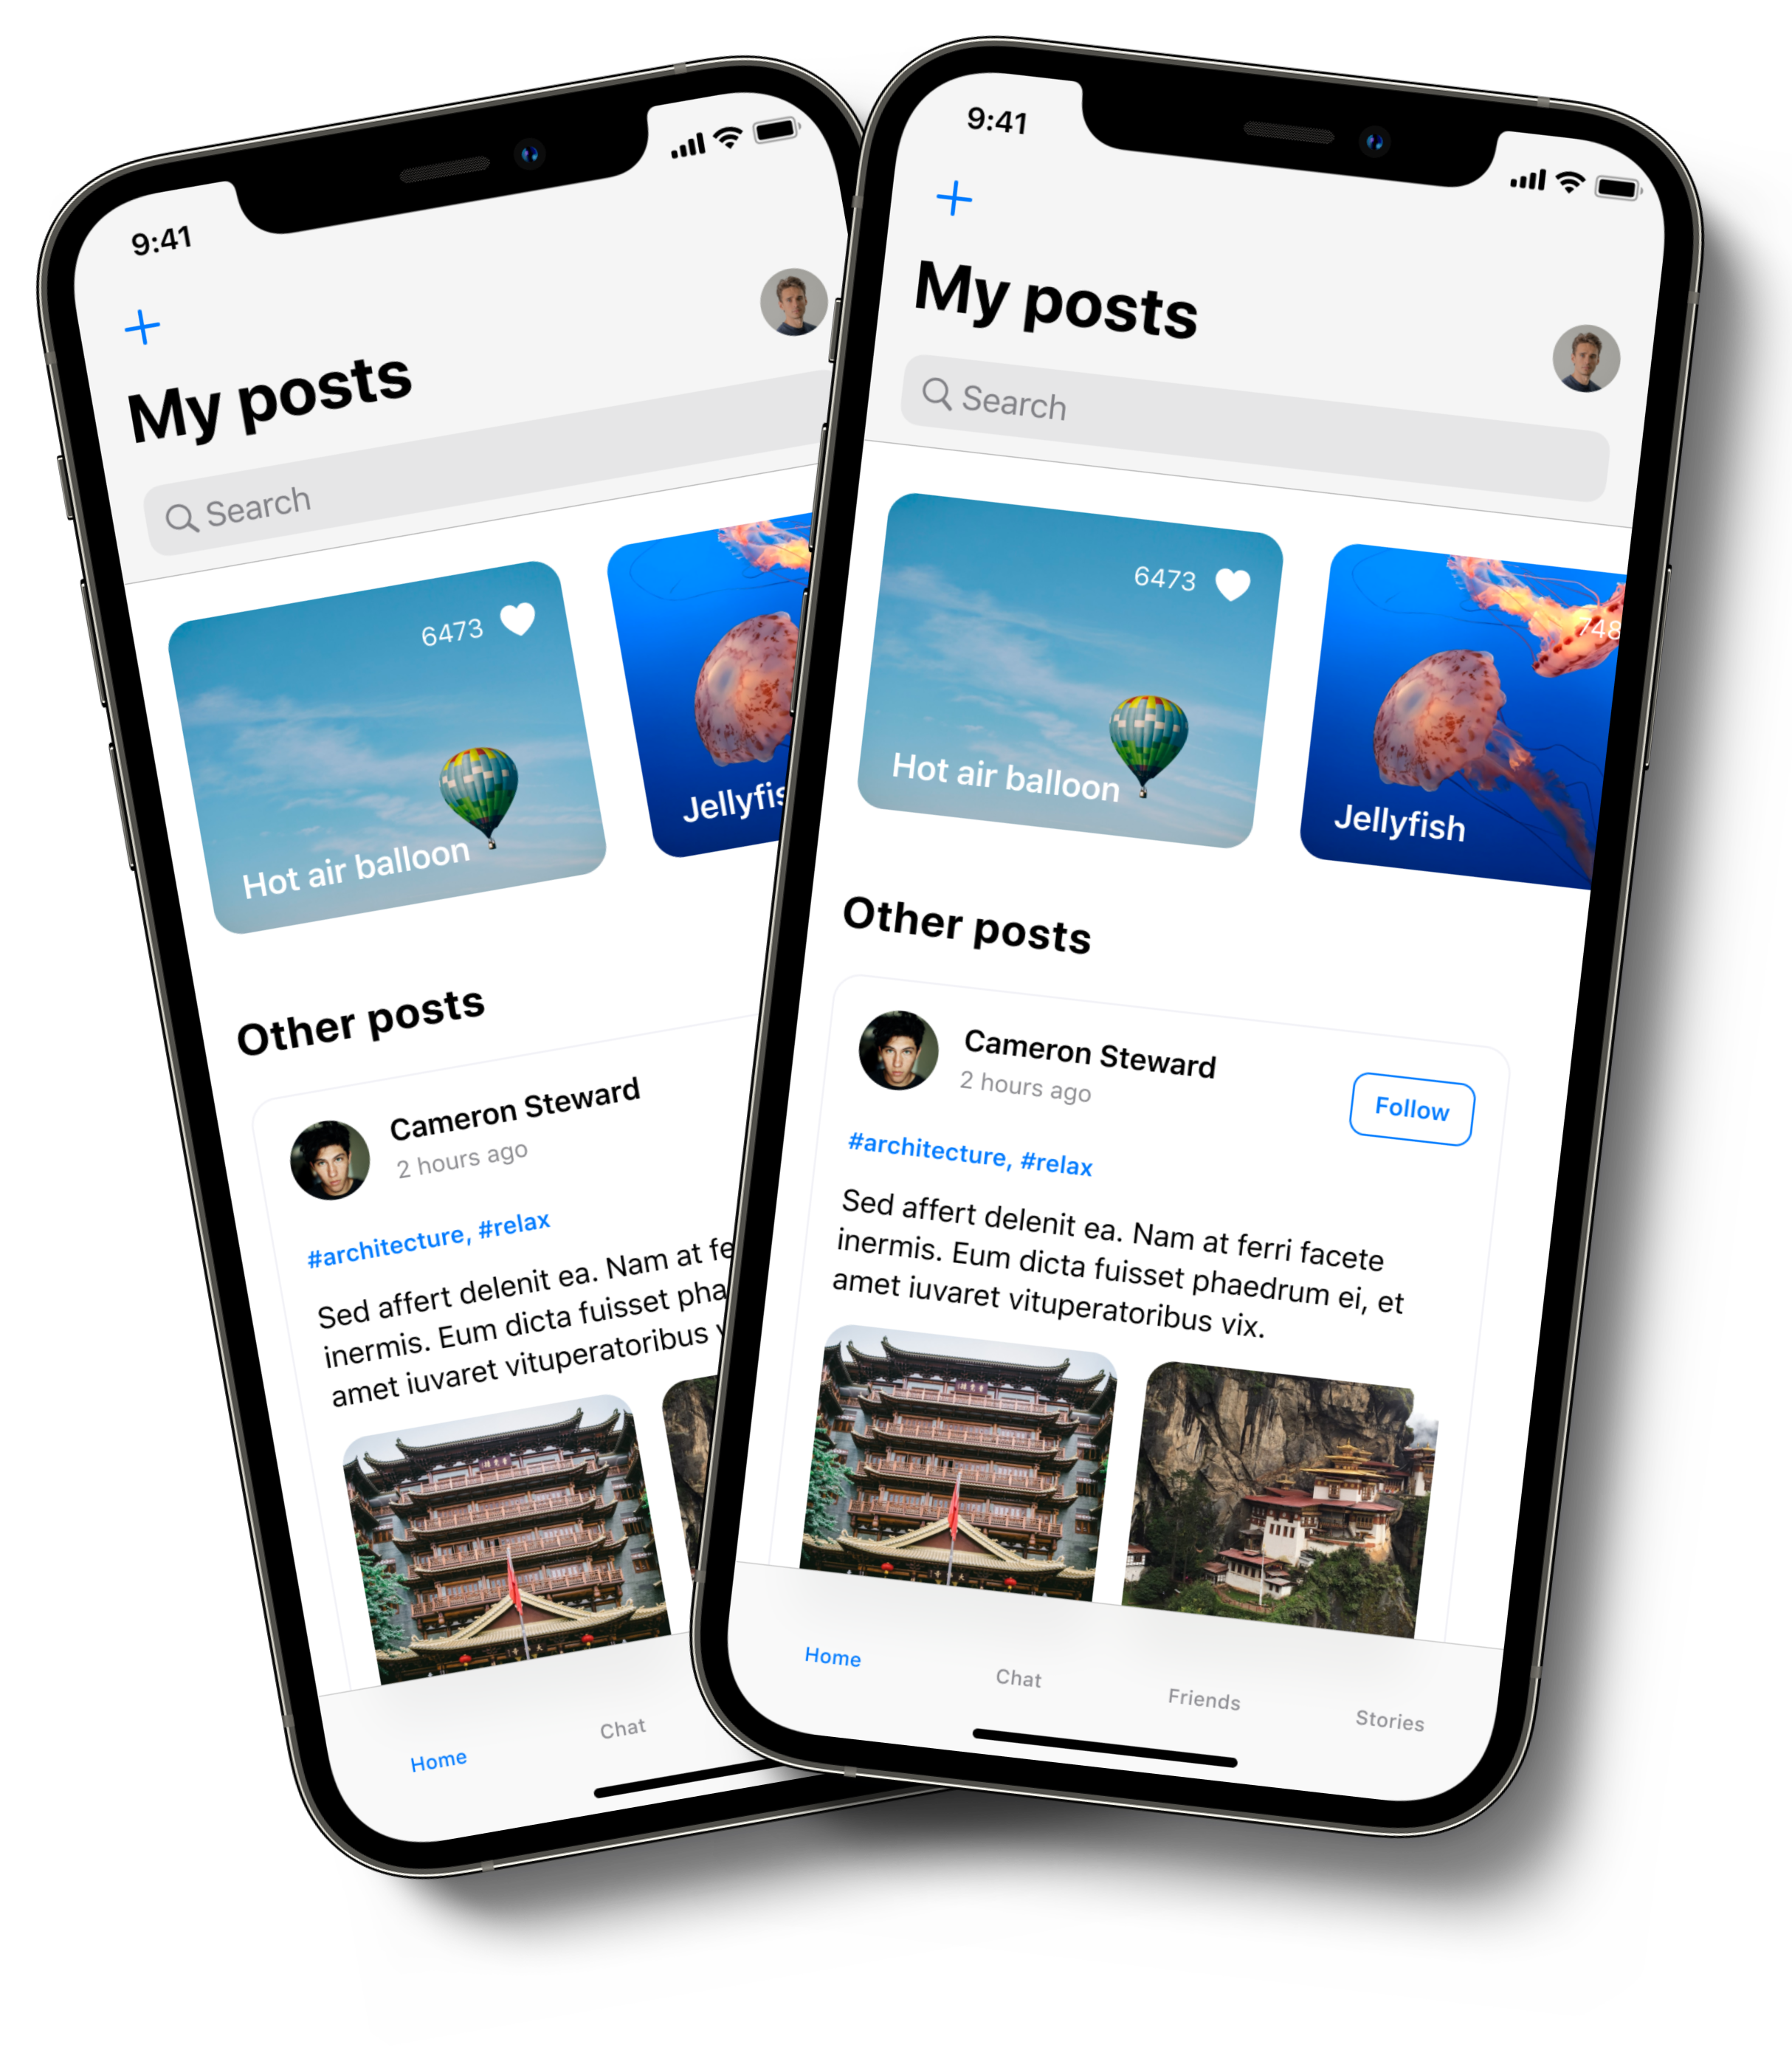 9:41
My posts
Search
6473
Hot air balloon
Other posts
Cameron Steward
2 hours ago
#architecture, #relax
Sed affert delenit ea. Nam at
inermis. Eum dicta fuisset
amet iuvaret vituperatoribus
Home
Chat
9:41
My posts
Search
6473
Hot air balloon
Jellyfish
Other posts
Cameron Steward
2 hours ago
Follow
#architecture, #relax
Sed affert delenit ea. Nam at ferri facete
inermis. Eum dicta fuisset phaedrum ei, et
amet iuvaret vituperatoribus vix.
Home
Chat
Friends
Stories